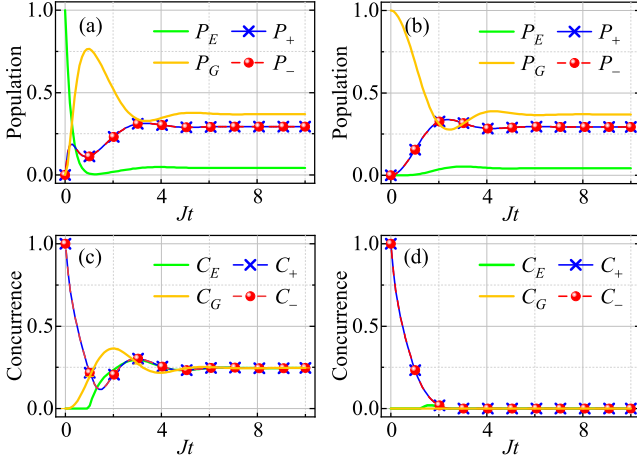 1.0
0.5
0.0
Population
(a)
P_E
P_+
P_G
P_-
0
4
8
Jt
1.0
0.5
0.0
Population
(b)
P_E
P_+
P_G
P_-
0
4
8
Jt
1.0
0.5
0.0
Concurrence
(c)
C_E
C_+
C_G
C_-
0
4
8
Jt
1.0
0.5
0.0
Concurrence
(d)
C_E
C_+
C_G
C_-
0
4
8
Jt